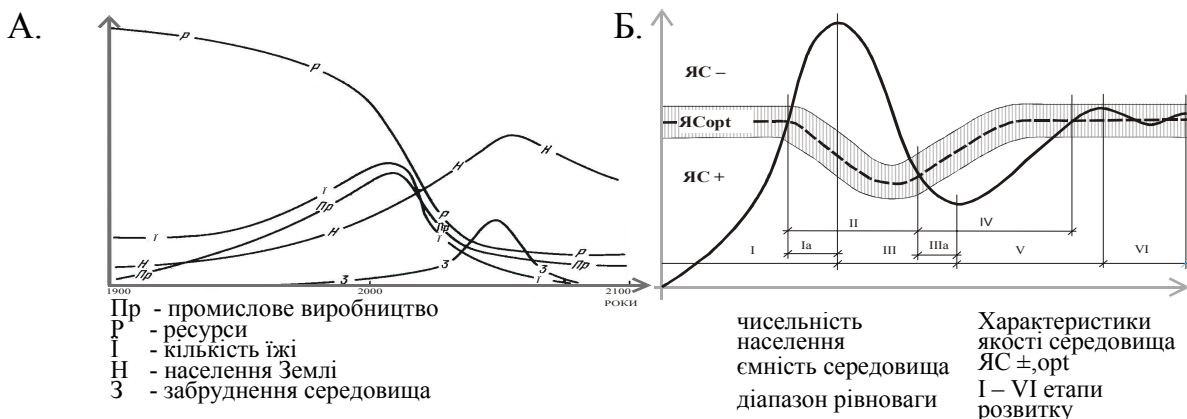 А.
Р
Р
Н
Н
Ї
Пр
Ї
Н
Н
Пр
Р
Пр
Ї
З
З
З
Р
Пр
Ї
1900
2000
2100
РОКИ
Пр - промислове виробництво
Р - ресурси
Ї - кількість їжі
Н - населення Землі
З - забруднення середовища
Б.
ЯС –
ЯСopt
ЯС +
II
IV
I
Ia
III
IIIa
V
VI
чисельність
населення
ємність середовища
діапазон рівноваги
Характеристики
якості середовища
ЯС ±,opt
I – VI етапи
розвитку